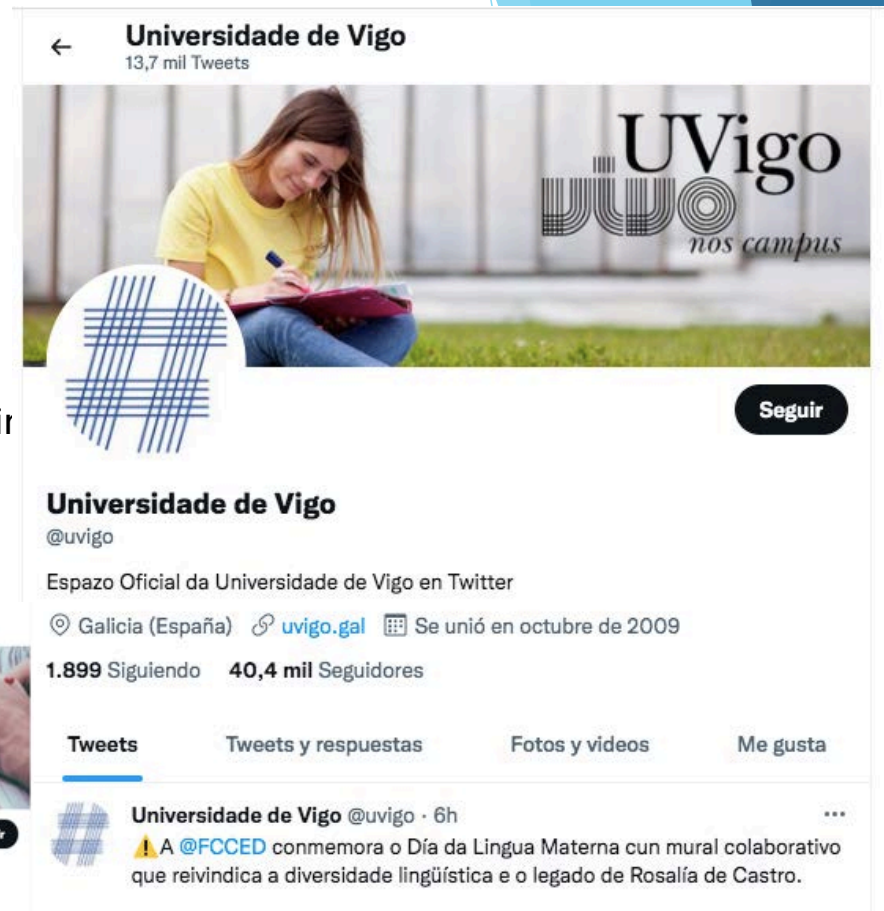 Universidade de Vigo
13,7 mil Tweets
UVigo
vivo
nos campus
Seguir
Universidade de Vigo
@uvigo
Espazo Oficial da Universidade de Vigo en Twitter
Galicia (España) uvigo.gal Se unió en octubre de 2009
1.899 Siguiendo 40,4 mil Seguidores
Tweets Tweets y respuestas Fotos y videos Me gusta
Universidade de Vigo @uvigo · 6h
A @FCCED conmemora o Día da Lingua Materna cun mural colaborativo
que reivindica a diversidade lingüística e o legado de Rosalía de Castro.